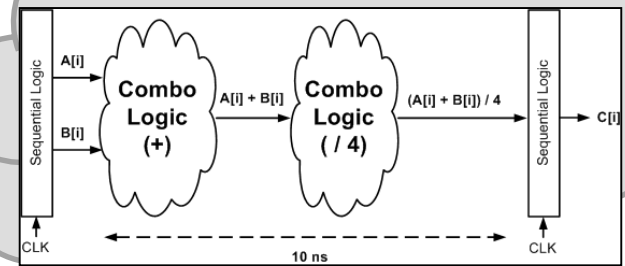 Sequential Logic
A[i]
B[i]
CLK
Combo
Logic
(+)
A[i] + B[i]
Combo
Logic
( / 4)
(A[i] + B[i]) / 4
Sequential Logic
C[i]
CLK
10 ns